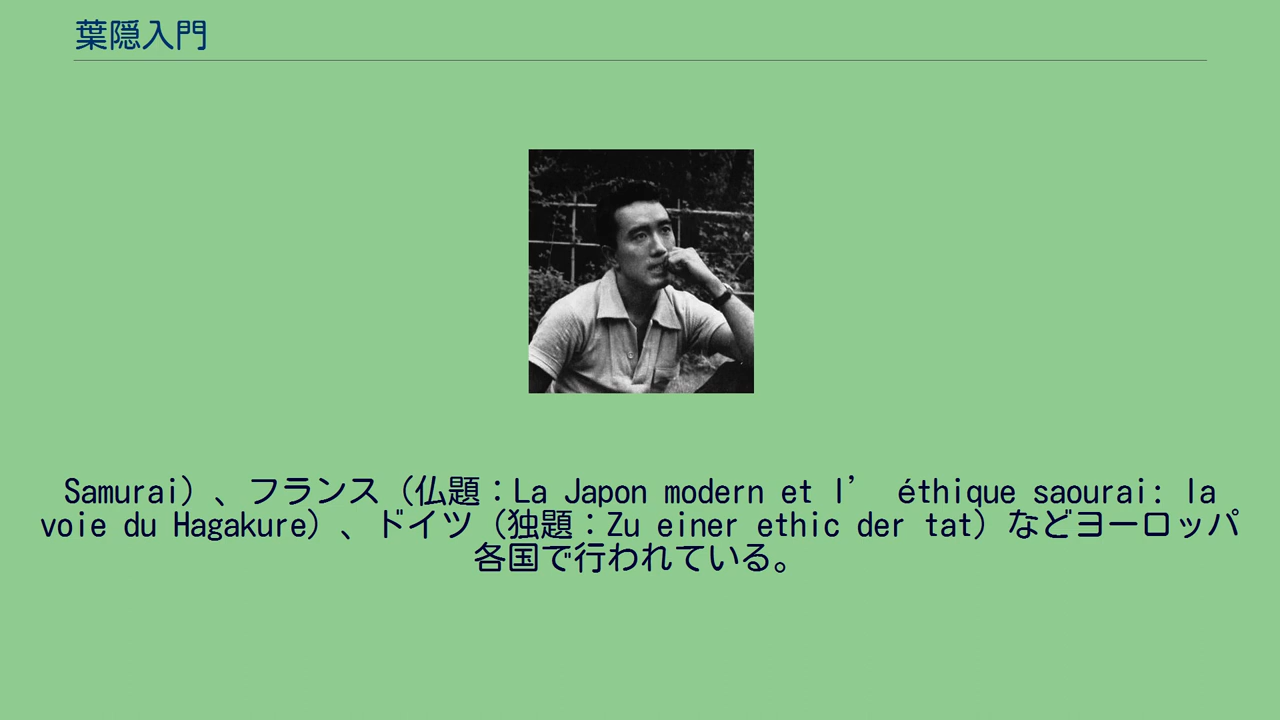 葉隠入門
Samurai）、フランス（仏題：La Japon modern et l’ éthique saourai: la
voie du Hagakure）、ドイツ（独題：Zu einer ethic der tat）などヨーロッパ
各国で行われている。